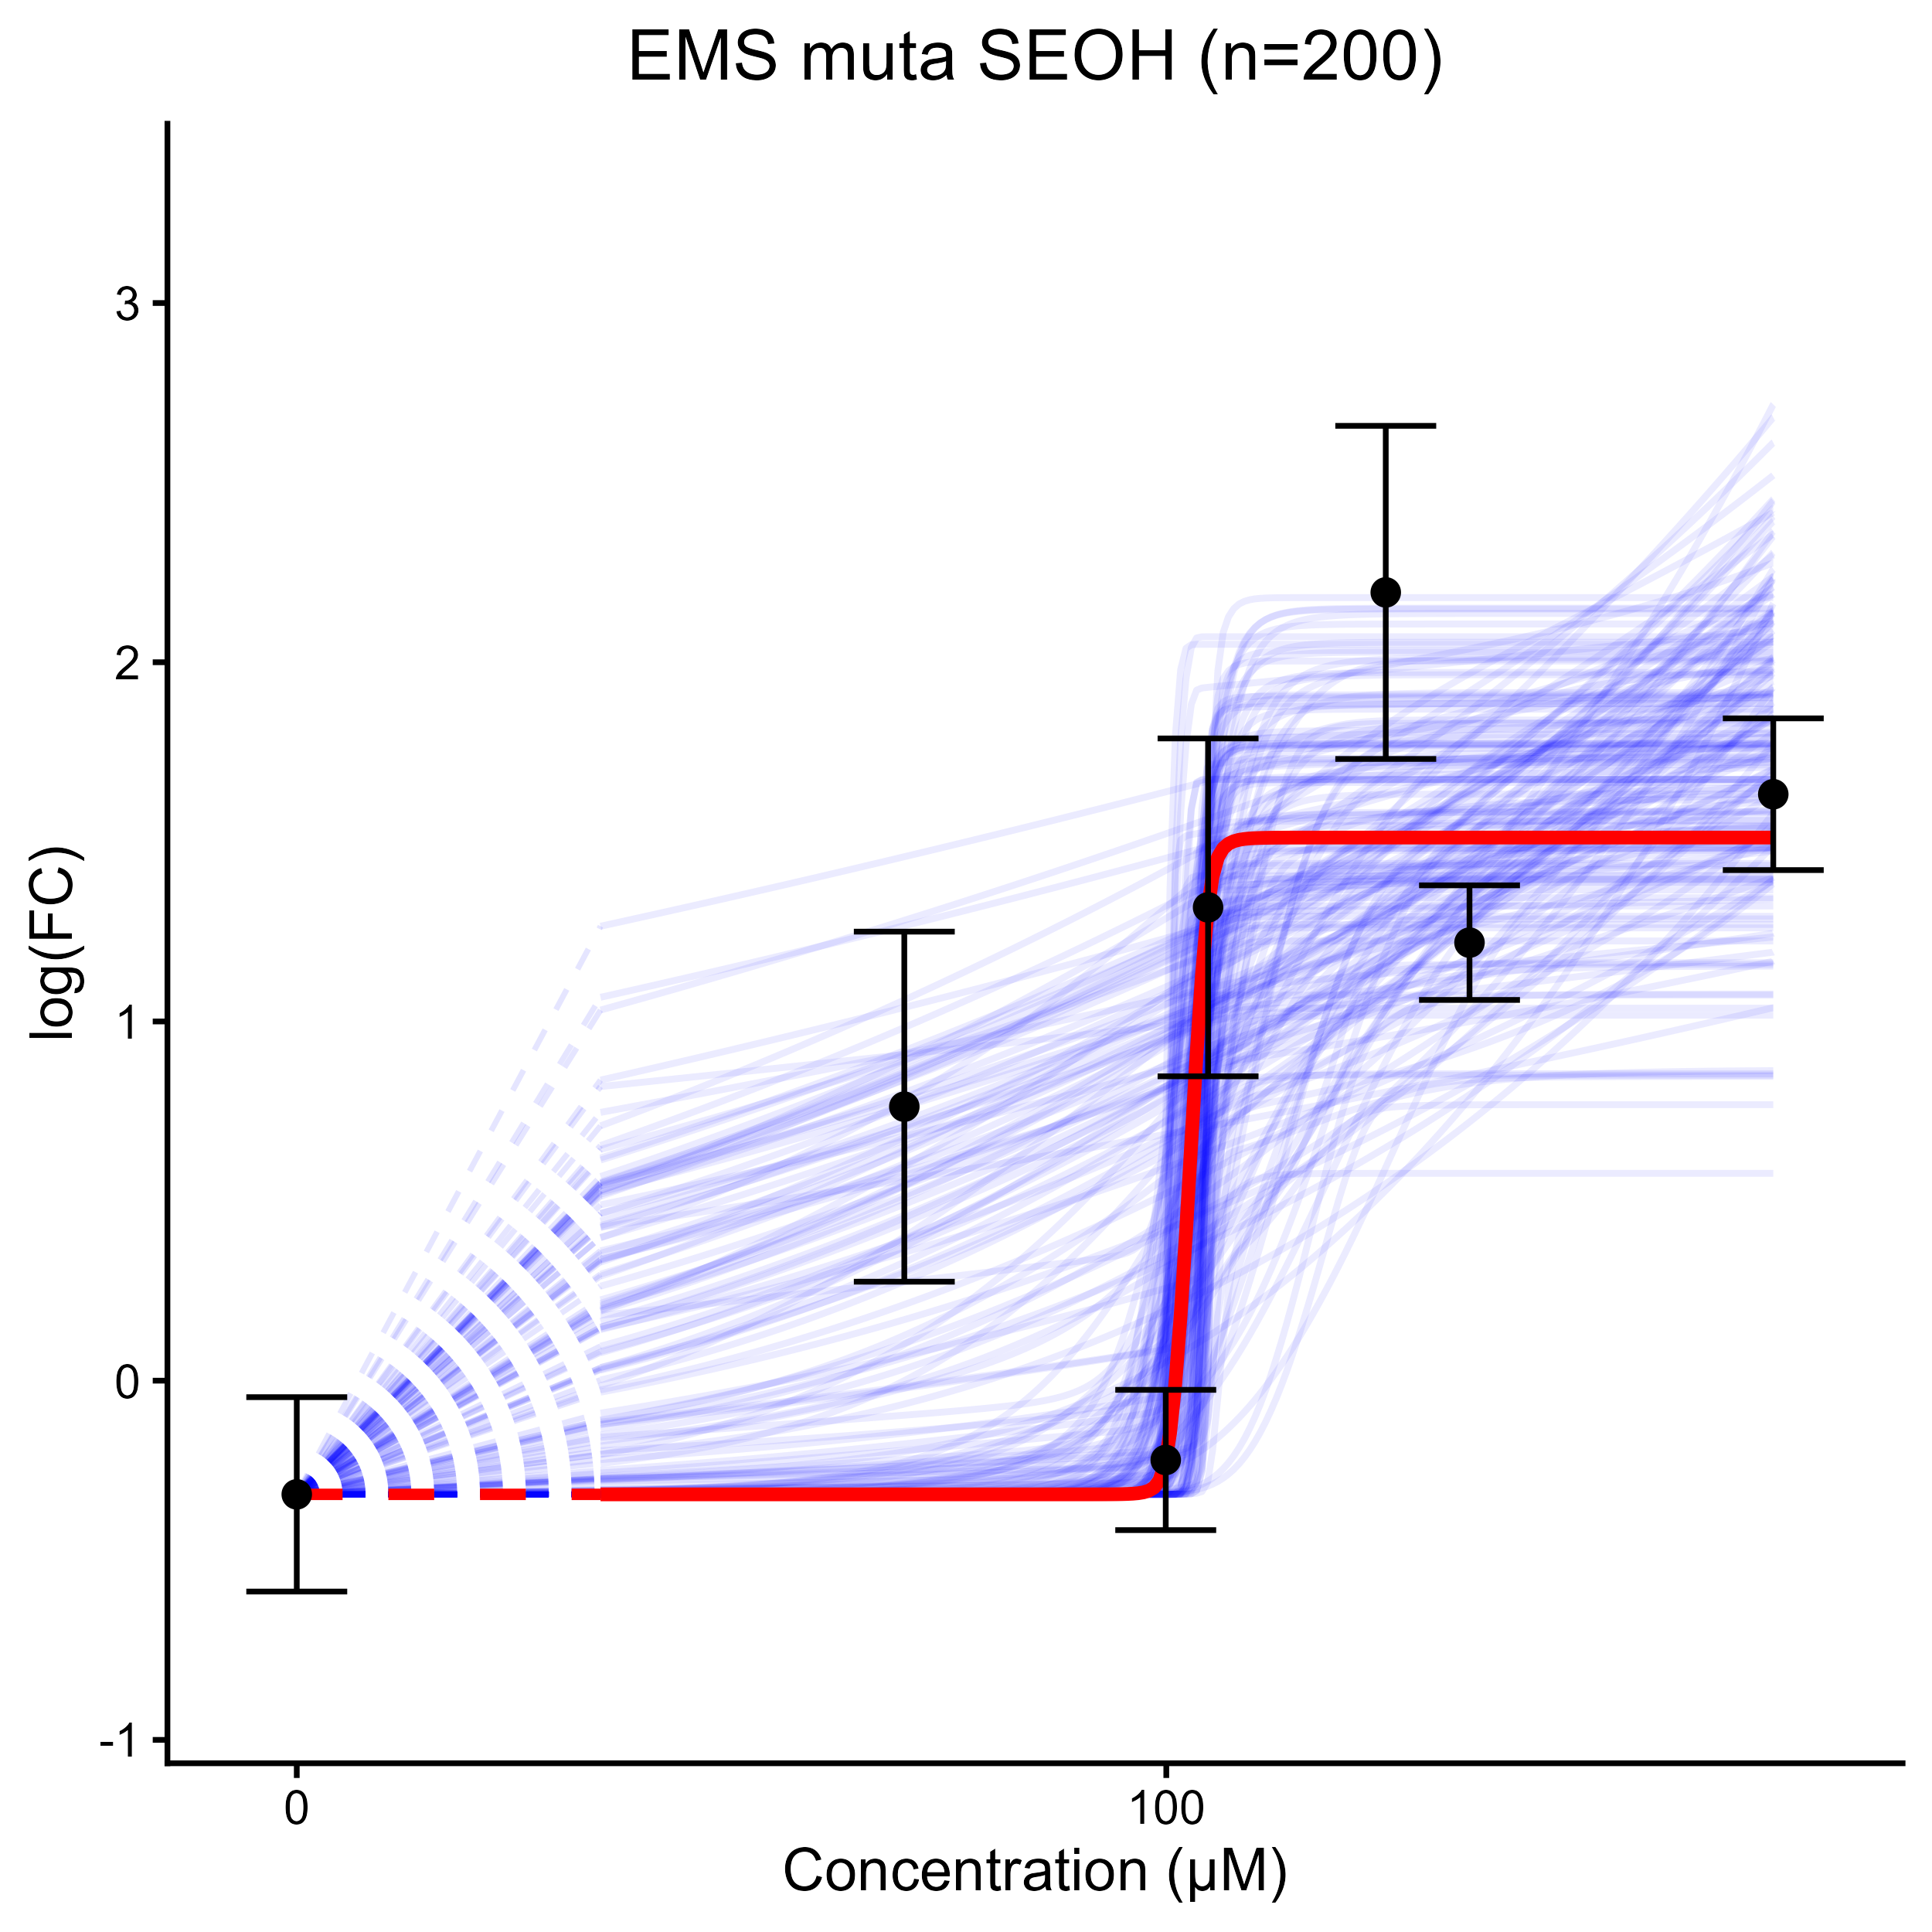 EMS muta SEOH (n=200)
log(FC)
3
2
1
0
-1
0
100
Concentration (µM)